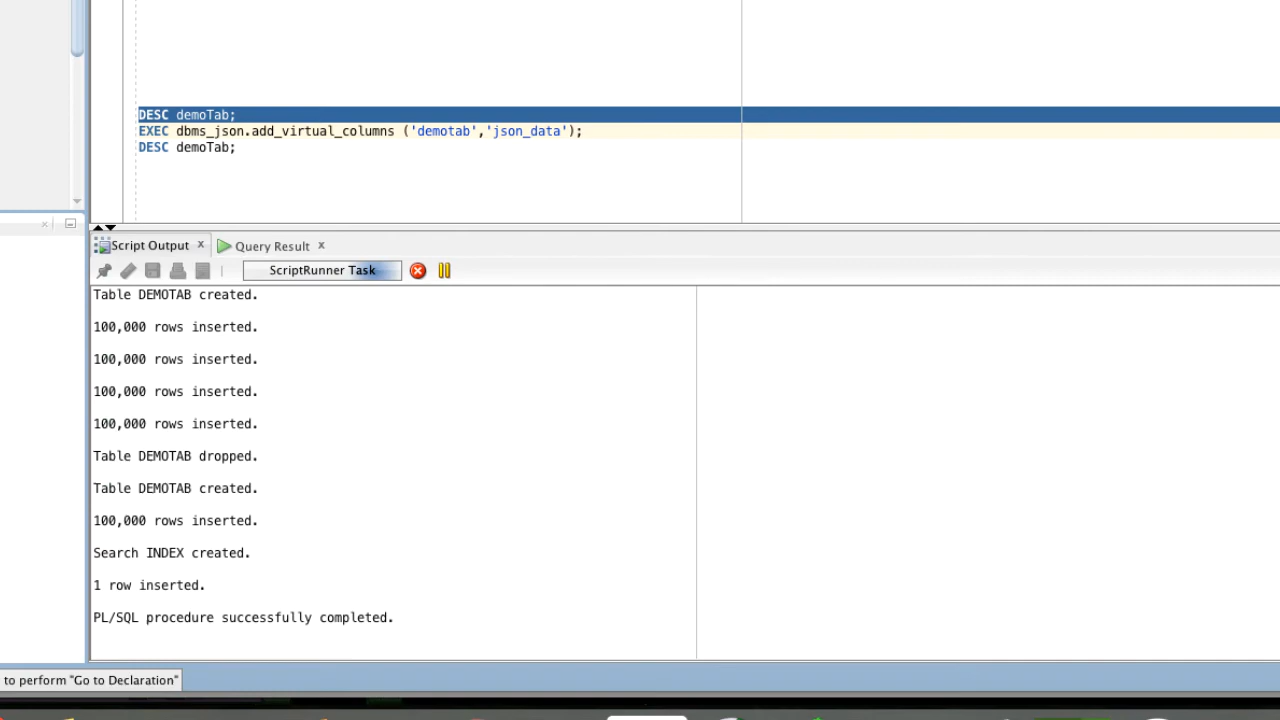 DESC demoTab;
EXEC dbms_json.add_virtual_columns ('demotab','json_data');
DESC demoTab;
Script Output x Query Result x
ScriptRunner Task
Table DEMOTAB created.
100,000 rows inserted.
100,000 rows inserted.
100,000 rows inserted.
100,000 rows inserted.
Table DEMOTAB dropped.
Table DEMOTAB created.
100,000 rows inserted.
Search INDEX created.
1 row inserted.
PL/SQL procedure successfully completed.
to perform "Go to Declaration"